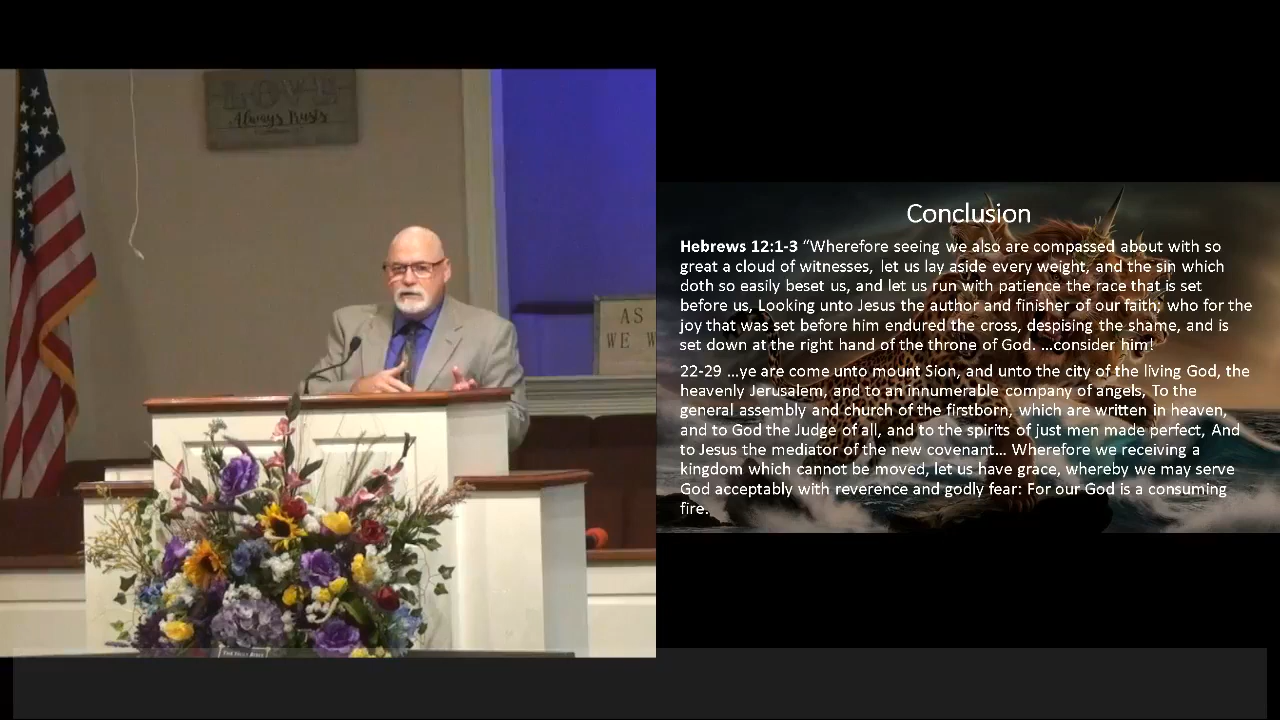 LOVE
Always Trusts
AS
WE W
THE HOLY BIBLE
Conclusion
Hebrews 12:1-3 “Wherefore seeing we also are compassed about with so
great a cloud of witnesses, let us lay aside every weight, and the sin which
doth so easily beset us, and let us run with patience the race that is set
before us, Looking unto Jesus the author and finisher of our faith; who for the
joy that was set before him endured the cross, despising the shame, and is
set down at the right hand of the throne of God. ...consider him!
22-29 ...ye are come unto mount Sion, and unto the city of the living God, the
heavenly Jerusalem, and to an innumerable company of angels, To the
general assembly and church of the firstborn, which are written in heaven,
and to God the Judge of all, and to the spirits of just men made perfect, And
to Jesus the mediator of the new covenant... Wherefore we receiving a
kingdom which cannot be moved, let us have grace, whereby we may serve
God acceptably with reverence and godly fear: For our God is a consuming
fire.